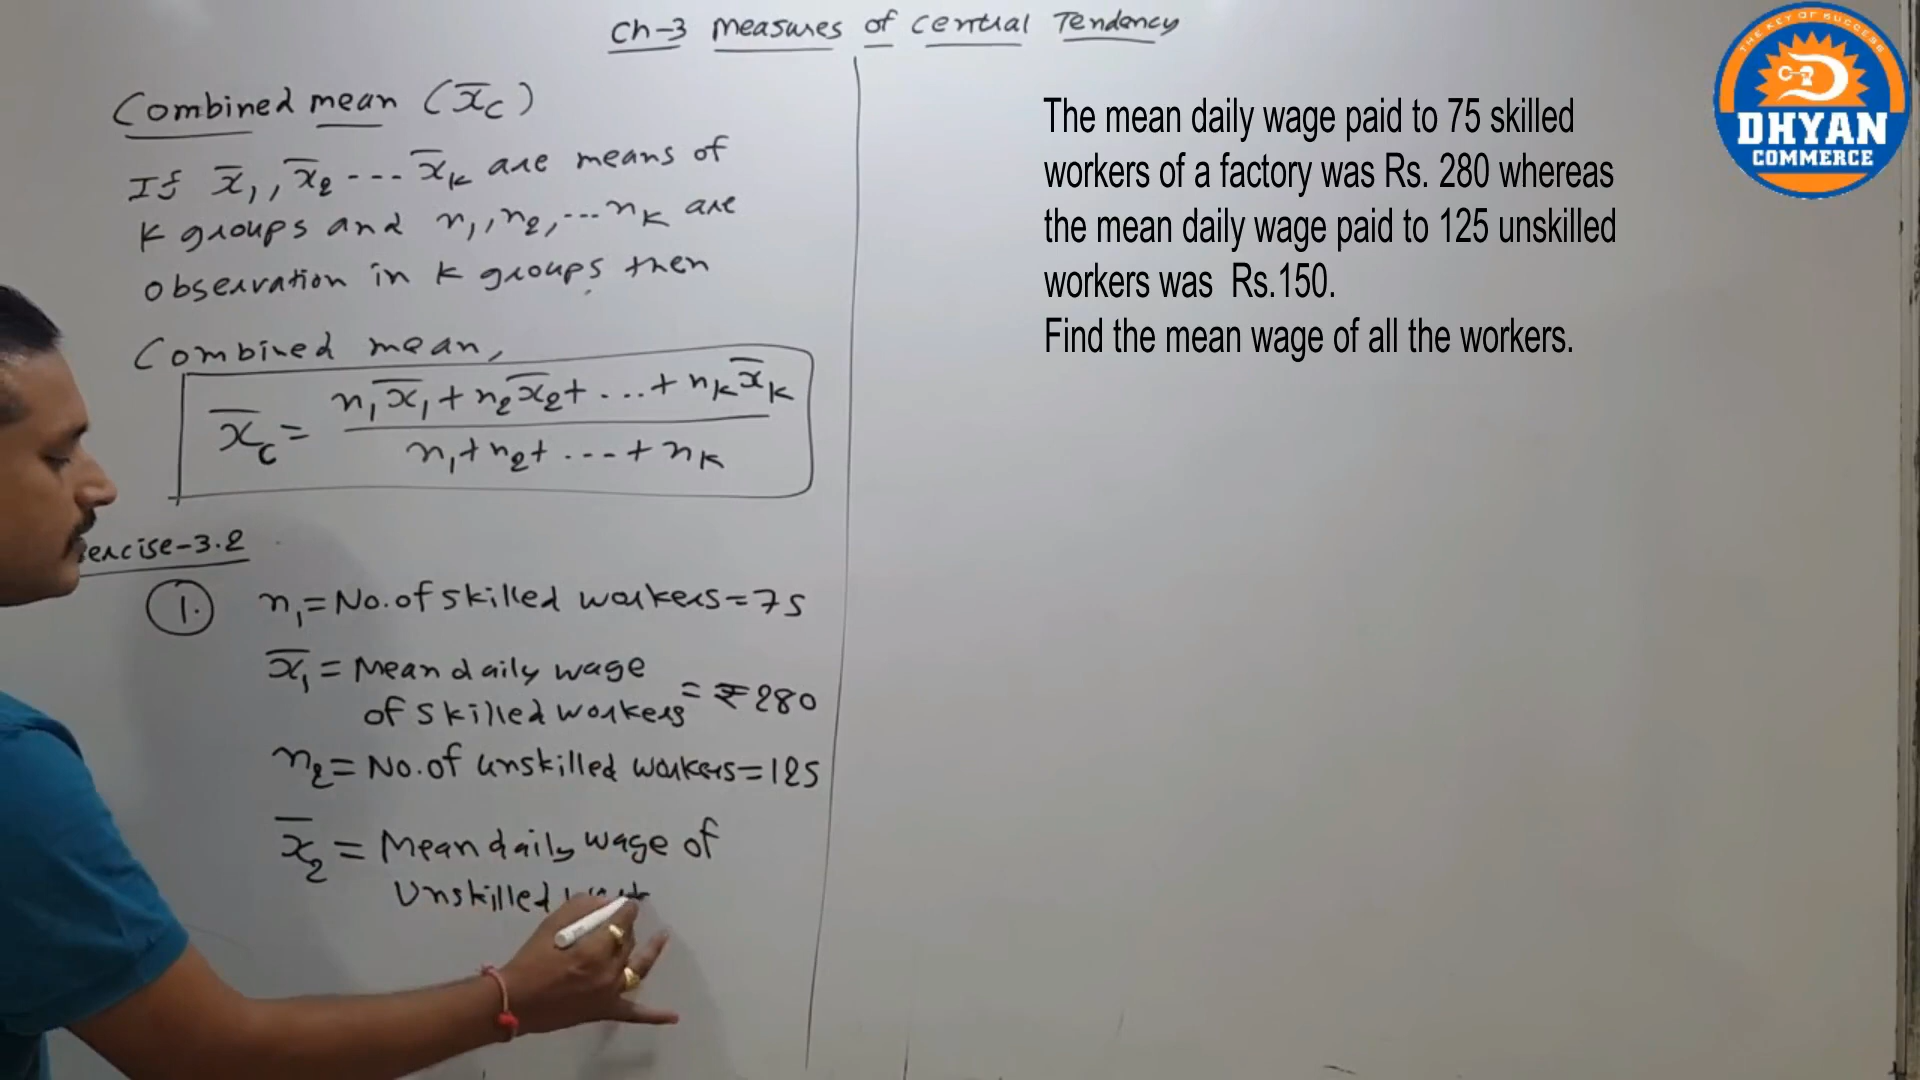 Ch-3 Measures of Central Tendency
Combined mean (x̄c)
If x̄₁, x̄₂ --- x̄k are means of
k groups and n₁, n₂, ... nk are
observation in k groups, then
Combined mean,
x̄c = (n₁x̄₁ + n₂x̄₂ + ... + nkx̄k) / (n₁ + n₂ + ... + nk)
ercise-3.2
1. n₁ = No. of skilled workers = 75
x̄₁ = Mean daily wage
of skilled workers = ₹280
n₂ = No. of unskilled workers = 125
x̄₂ = Mean daily wage of
Unskilled
The mean daily wage paid to 75 skilled
workers of a factory was Rs. 280 whereas
the mean daily wage paid to 125 unskilled
workers was Rs.150.
Find the mean wage of all the workers.
THE KEY OF SUCCESS
DHYAN
COMMERCE